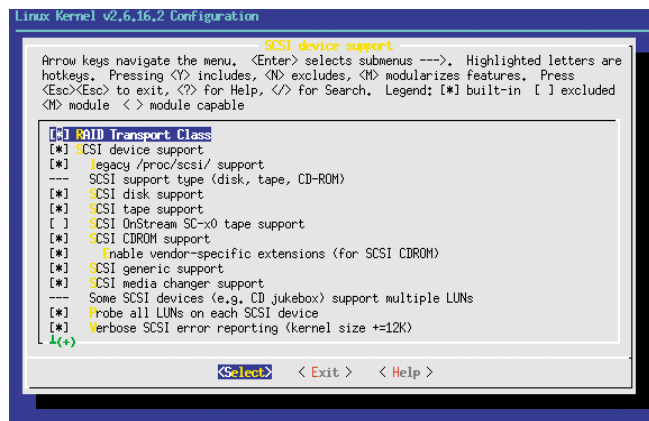 Linux Kernel v2.6.16.2 Configuration
SCSI device support
Arrow keys navigate the menu.  <Enter> selects submenus --->.  Highlighted letters are
hotkeys.  Pressing <Y> includes, <N> excludes, <M> modularizes features.  Press
<Esc><Esc> to exit, <?> for Help, </> for Search.  Legend: [*] built-in  [ ] excluded
<M> module  < > module capable
[*] RAID Transport Class
[*] SCSI device support
[*]   legacy /proc/scsi/ support
---   SCSI support type (disk, tape, CD-ROM)
[*]   SCSI disk support
[*]   SCSI tape support
[ ]   SCSI OnStream SC-x0 tape support
[*]   SCSI CDROM support
[*]     Enable vendor-specific extensions (for SCSI CDROM)
[*]   SCSI generic support
[*]   SCSI media changer support
---   Some SCSI devices (e.g. CD jukebox) support multiple LUNs
[*]   Probe all LUNs on each SCSI device
[*]   Verbose SCSI error reporting (kernel size +=12K)
┴(+)
<Select>    < Exit >    < Help >